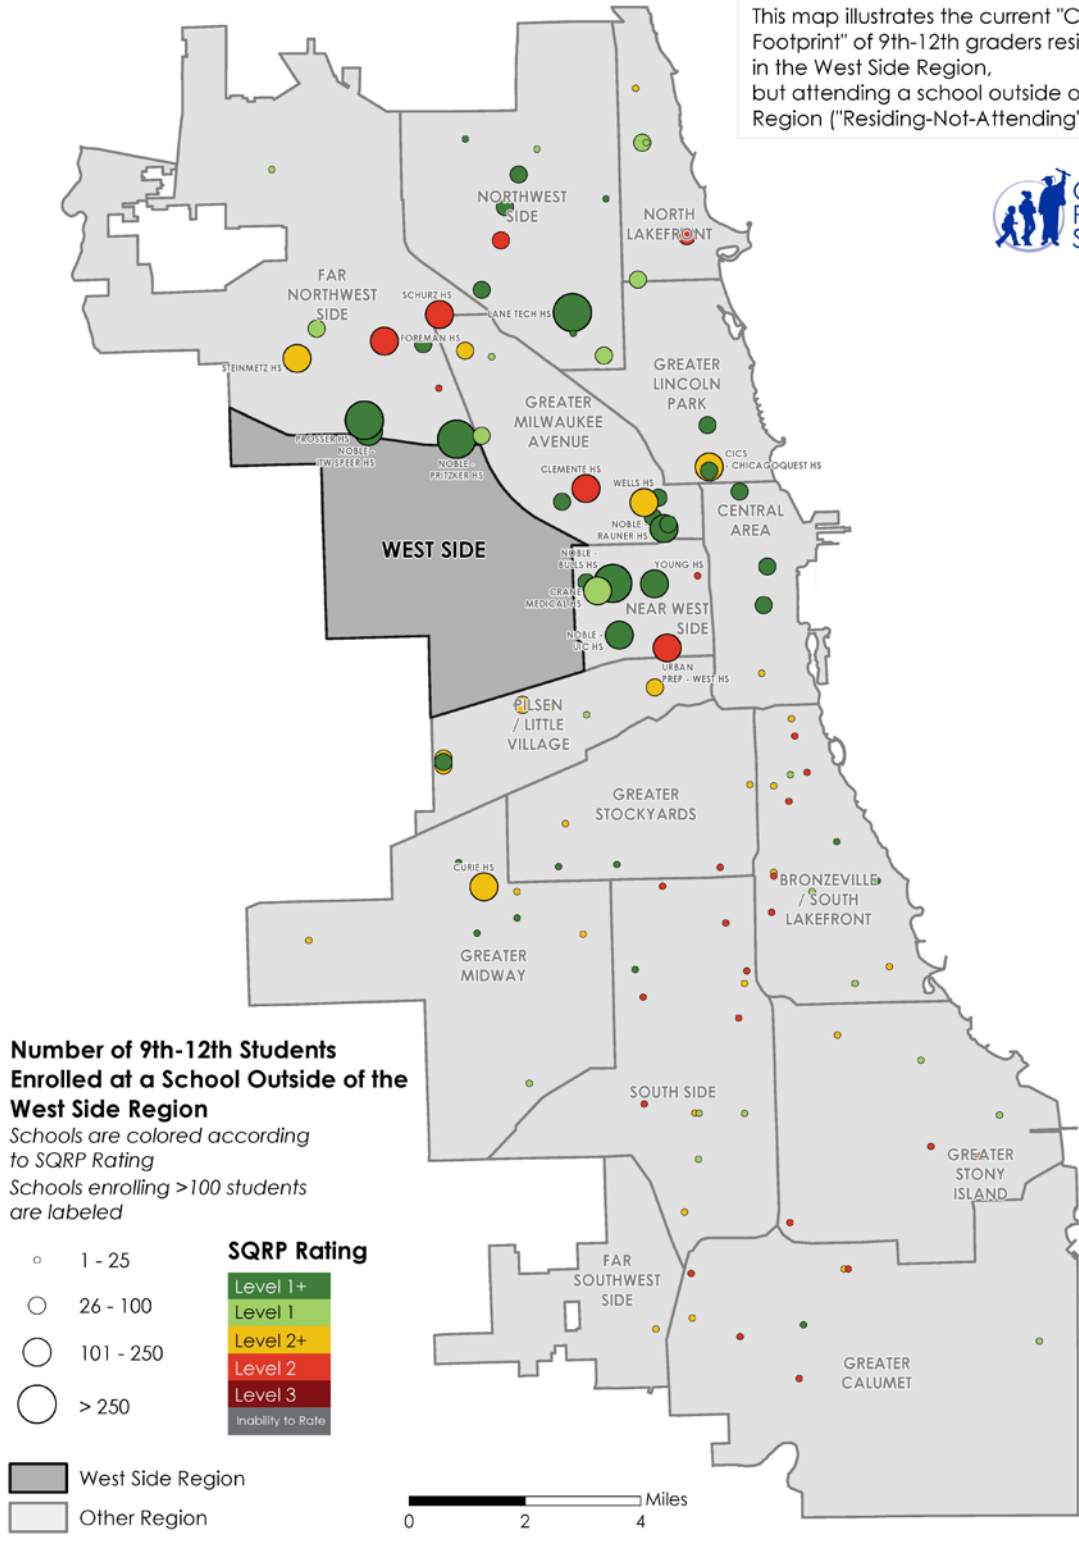 This map illustrates the current "C
Footprint" of 9th-12th graders resi
in the West Side Region,
but attending a school outside o
Region ("Residing-Not-Attending"
NORTHWEST
SIDE
NORTH
LAKEFRONT
FAR
NORTHWEST
SIDE
SCHURZ HS
LANE TECH HS
FOREMAN HS
STEINMETZ HS
GREATER
LINCOLN
PARK
GREATER
MILWAUKEE
AVENUE
PROSSER HS
NOBLE -
ITW SPEER HS
NOBLE -
PRITZKER HS
CICS
- CHICAGOQUEST HS
CLEMENTE HS
WELLS HS
CENTRAL
AREA
NOBLE -
RAUNER HS
WEST SIDE
NOBLE -
BULLS HS
YOUNG HS
CRANE
MEDICAL HS
NEAR WEST
SIDE
NOBLE -
UIC HS
URBAN
PREP - WEST HS
PILSEN
/ LITTLE
VILLAGE
GREATER
STOCKYARDS
CURIE HS
BRONZEVILLE
/ SOUTH
LAKEFRONT
GREATER
MIDWAY
SOUTH SIDE
GREATER
STONY
ISLAND
FAR
SOUTHWEST
SIDE
GREATER
CALUMET
Number of 9th-12th Students
Enrolled at a School Outside of the
West Side Region
Schools are colored according
to SQRP Rating
Schools enrolling >100 students
are labeled
1 - 25
26 - 100
101 - 250
> 250
SQRP Rating
Level 1+
Level 1
Level 2+
Level 2
Level 3
Inability to Rate
West Side Region
Other Region
Miles
0 2 4